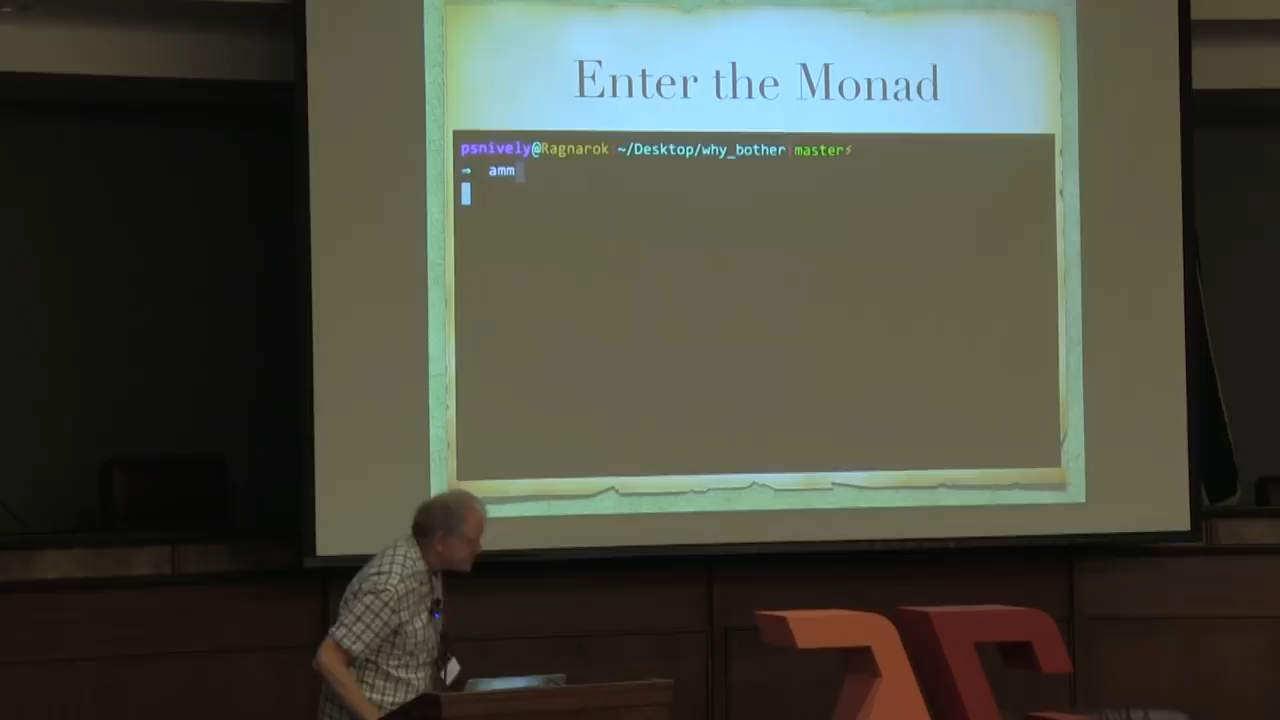 Enter the Monad
psnively@Ragnarok ~/Desktop/why_bother master⚡
⇒ amm